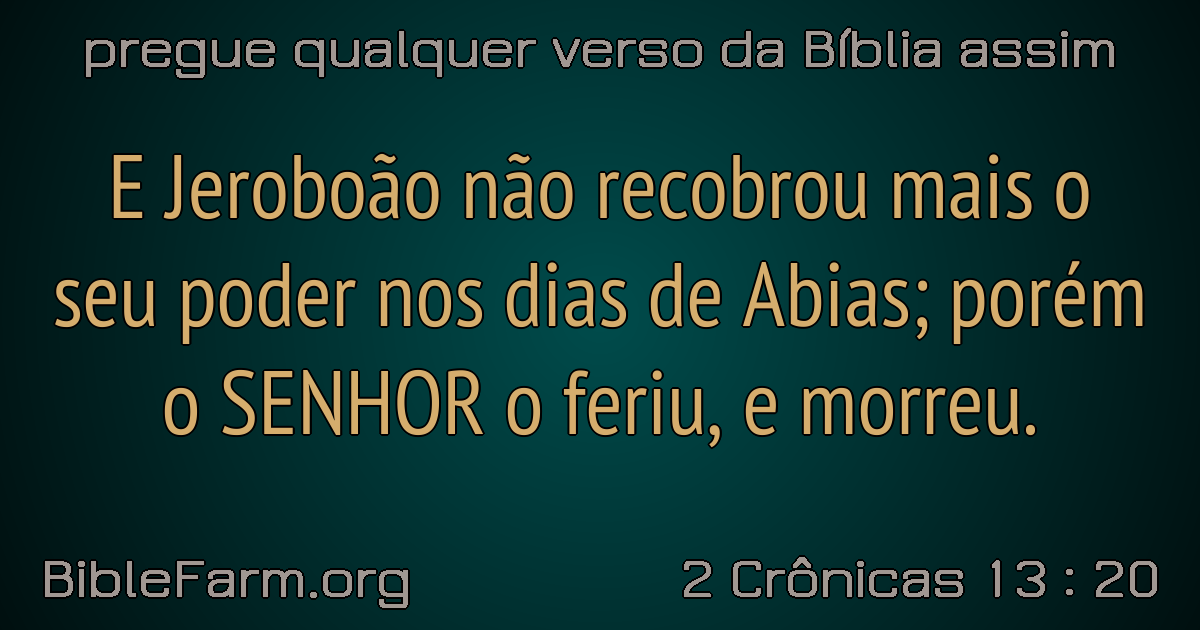 pregue qualquer verso da Bíblia assim
E Jeroboão não recobrou mais o
seu poder nos dias de Abias; porém
o SENHOR o feriu, e morreu.
BibleFarm.org
2 Crônicas 13 : 20